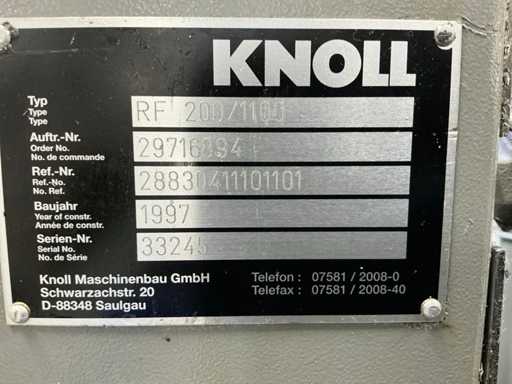 KNOLL
Typ RF 200/1100
Type
Type
Auftr.-Nr.
Order No.
No. de commande
Ref.-Nr. 28830411101101
Ref.-No.
No. Ref.
Baujahr 1997
Year of constr.
Année de constr.
Serien-Nr. 33245
Serial No.
No. de Série
Knoll Maschinenbau GmbH Telefon : 07581 / 2008-0
Schwarzachstr. 20 Telefax : 07581 / 2008-40
D-88348 Saulgau